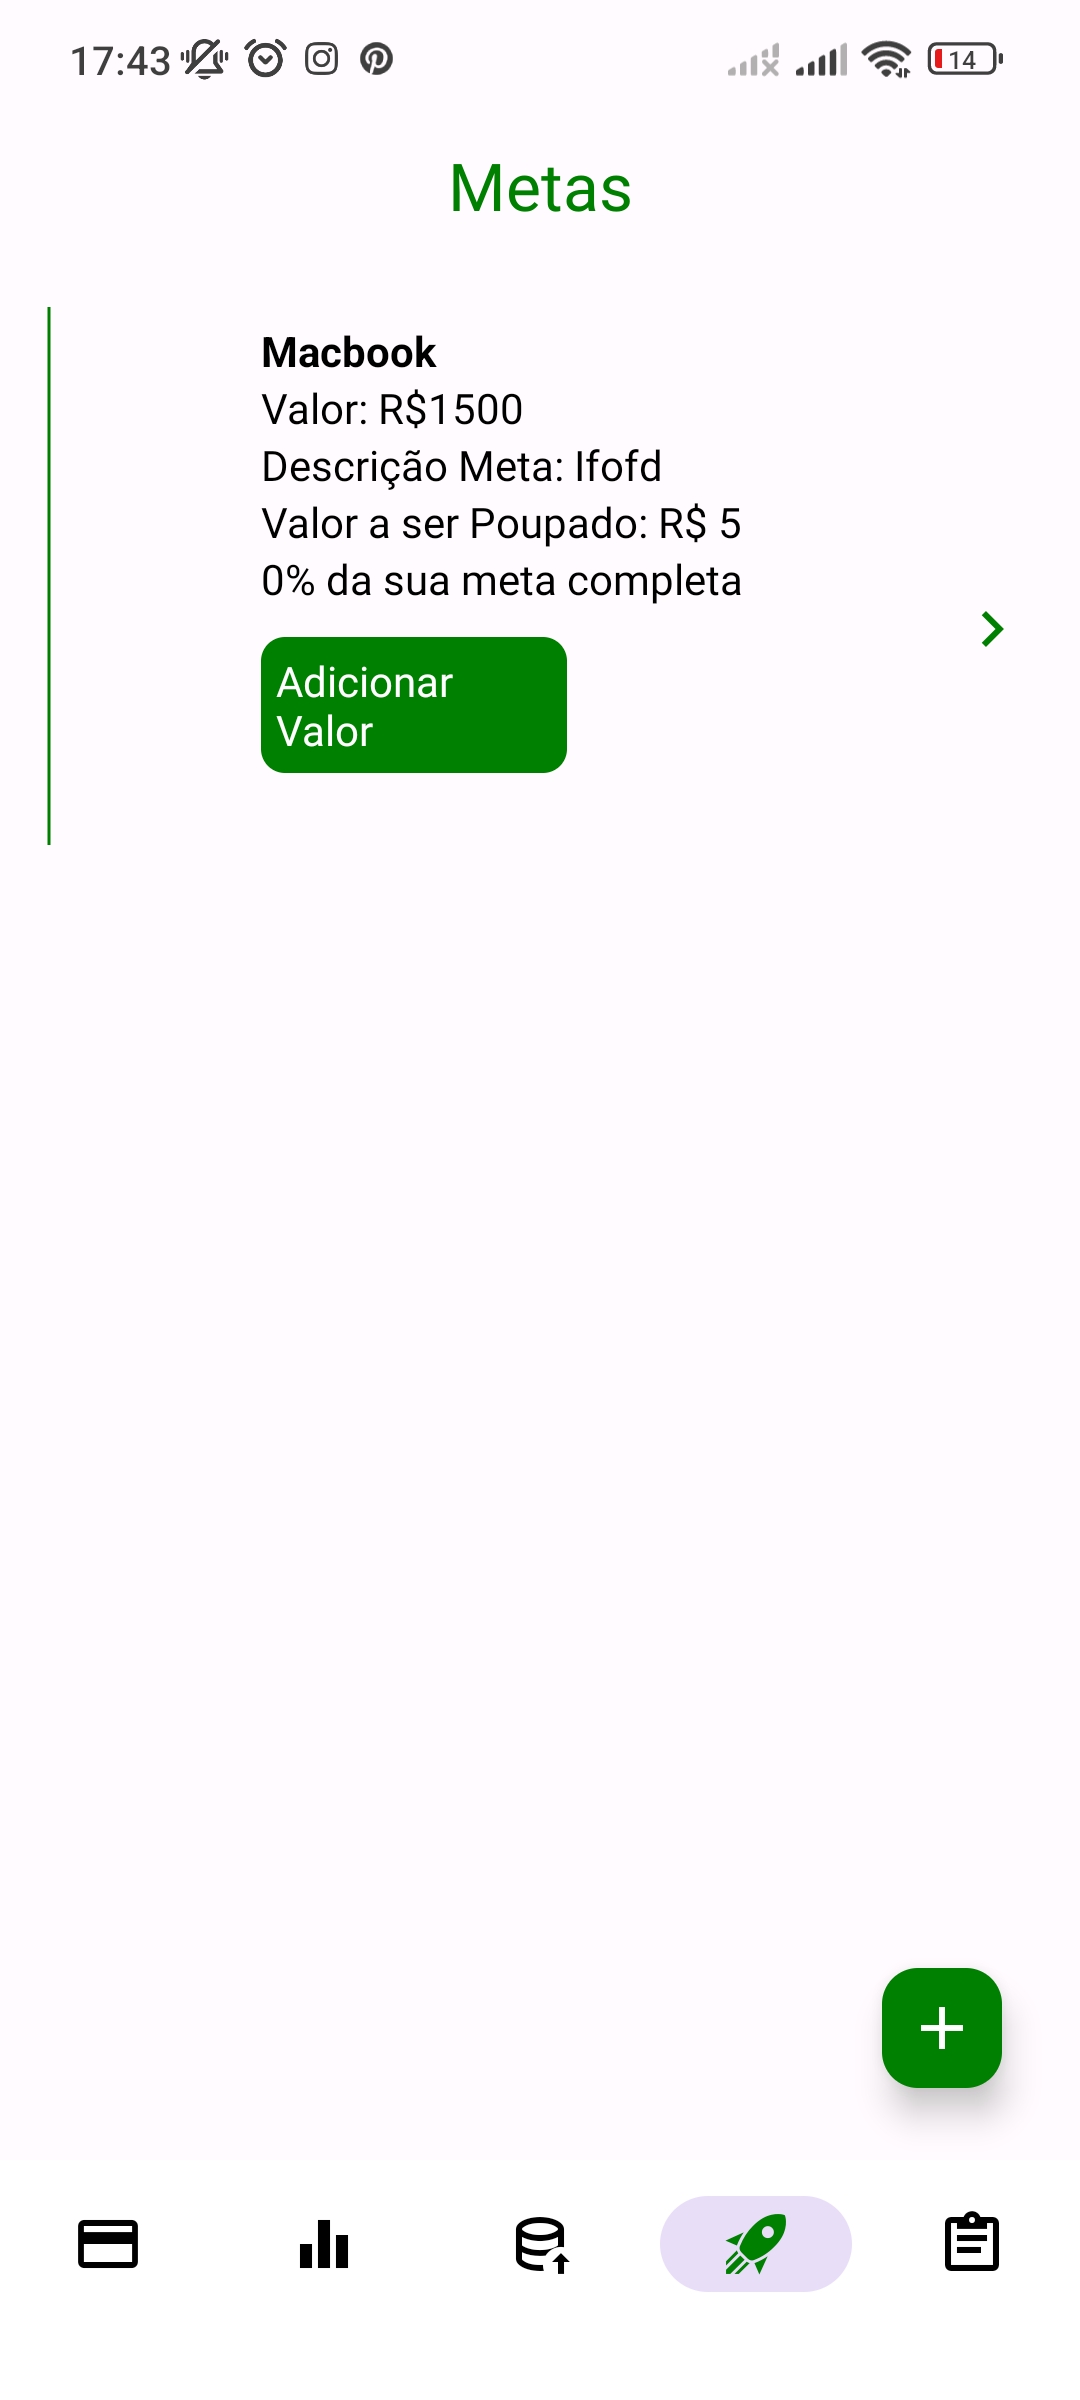 17:43
14
Metas
Macbook
Valor: R$1500
Descrição Meta: Ifofd
Valor a ser Poupado: R$ 5
0% da sua meta completa
Adicionar
Valor